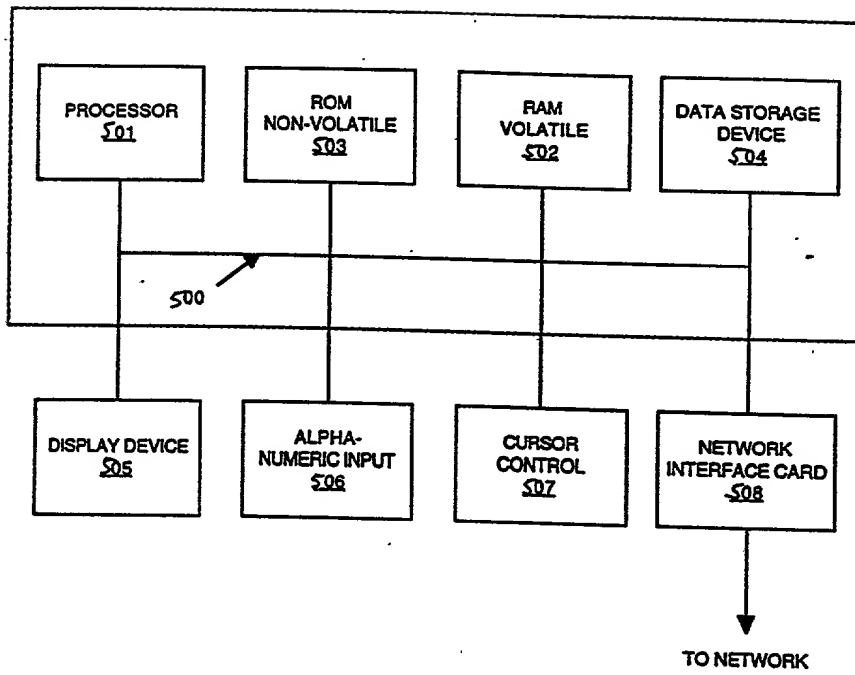 PROCESSOR
501
ROM
NON-VOLATILE
503
RAM
VOLATILE
502
DATA STORAGE
DEVICE
504
500
DISPLAY DEVICE
505
ALPHA-
NUMERIC INPUT
506
CURSOR
CONTROL
507
NETWORK
INTERFACE CARD
508
TO NETWORK